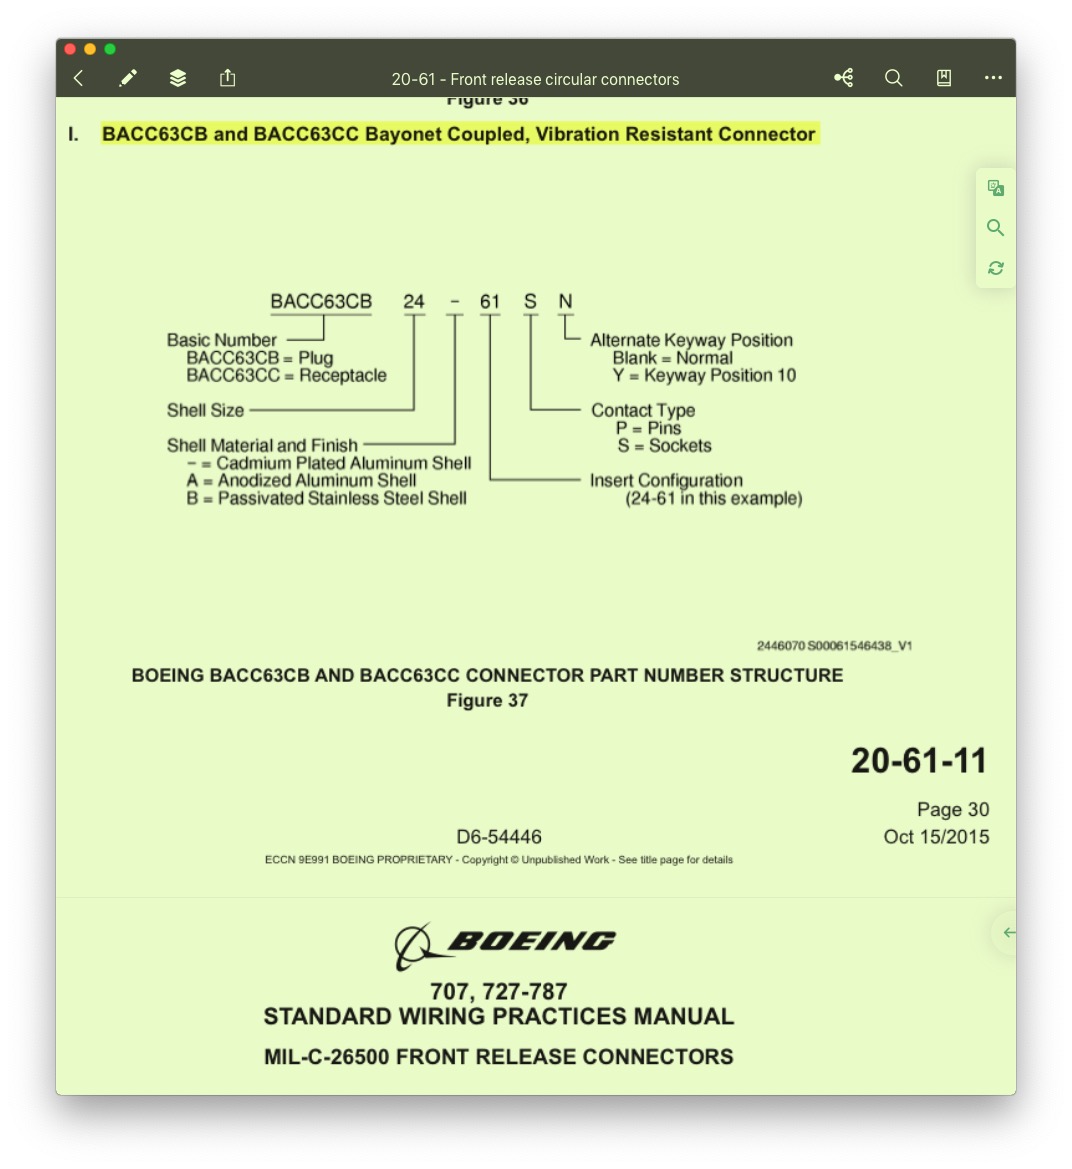 20-61 - Front release circular connectors
Figure 36
I. BACC63CB and BACC63CC Bayonet Coupled, Vibration Resistant Connector
BACC63CB 24 – 61 S N
Basic Number
BACC63CB = Plug
BACC63CC = Receptacle
Shell Size
Shell Material and Finish
– = Cadmium Plated Aluminum Shell
A = Anodized Aluminum Shell
B = Passivated Stainless Steel Shell
Alternate Keyway Position
Blank = Normal
Y = Keyway Position 10
Contact Type
P = Pins
S = Sockets
Insert Configuration
(24-61 in this example)
2446070 S00061546438_V1
BOEING BACC63CB AND BACC63CC CONNECTOR PART NUMBER STRUCTURE
Figure 37
20-61-11
Page 30
D6-54446
Oct 15/2015
ECCN 9E991 BOEING PROPRIETARY - Copyright © Unpublished Work - See title page for details
BOEING
707, 727-787
STANDARD WIRING PRACTICES MANUAL
MIL-C-26500 FRONT RELEASE CONNECTORS